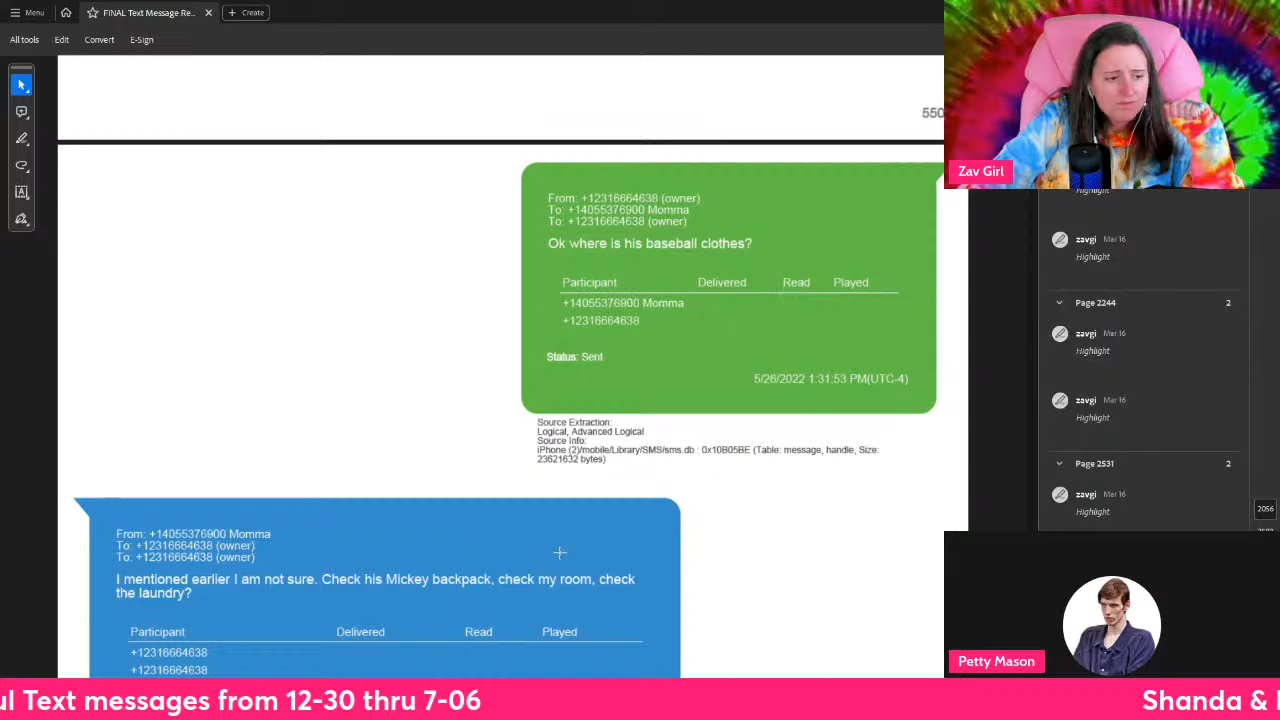 Menu
FINAL Text Message Re...
Create
All tools
Edit
Convert
E-Sign
550
From: +12316664638 (owner)
To: +14055376900 Momma
To: +12316664638 (owner)
Ok where is his baseball clothes?
Participant Delivered Read Played
+14055376900 Momma
+12316664638
Status: Sent
5/26/2022 1:31:53 PM(UTC-4)
Source Extraction:
Logical, Advanced Logical
Source Info:
iPhone (2)/mobile/Library/SMS/sms.db : 0x10B05BE (Table: message, handle, Size:
23621632 bytes)
From: +14055376900 Momma
To: +12316664638 (owner)
To: +12316664638 (owner)
I mentioned earlier I am not sure. Check his Mickey backpack, check my room, check
the laundry?
Participant Delivered Read Played
+12316664638
+12316664638
Zav Girl
Highlight
zavgi Mar 16
Highlight
Page 2244 2
zavgi Mar 16
Highlight
zavgi Mar 16
Highlight
Page 2531 2
zavgi Mar 16
Highlight
2056
Petty Mason
ul Text messages from 12-30 thru 7-06
Shanda &